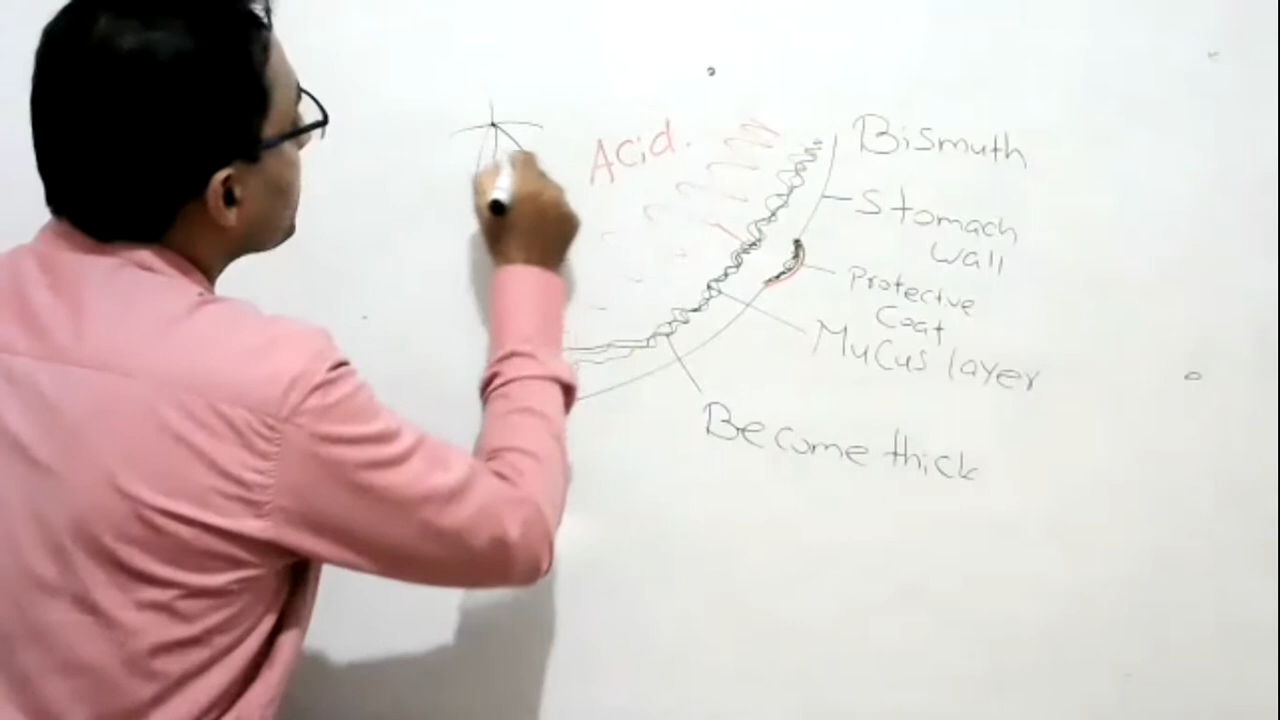 Acid.
Bismuth
Stomach
Wall
Protective
Coat
Mucus layer
Become thick